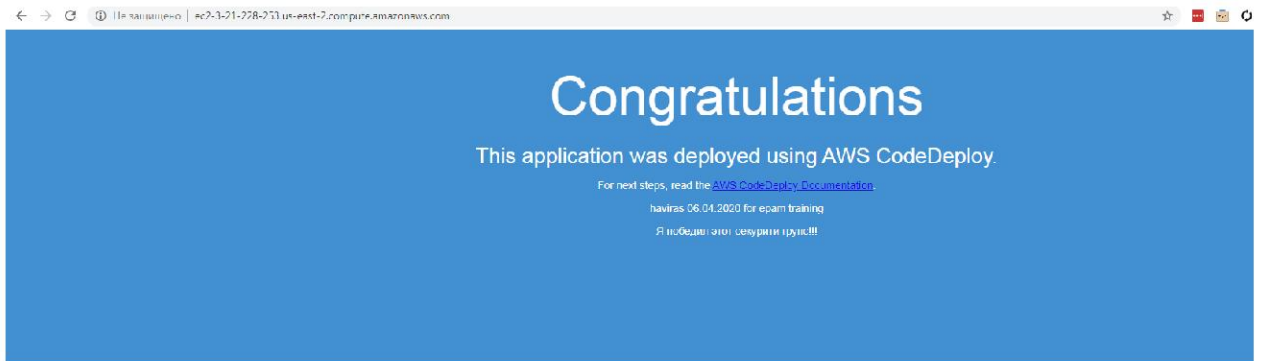 Не защищено | ec2-3-21-228-253.us-east-2.compute.amazonaws.com
Congratulations
This application was deployed using AWS CodeDeploy.
For next steps, read the AWS CodeDeploy Documentation.
haviras 06.04.2020 for epam training
Я победил этот секурити групс!!!